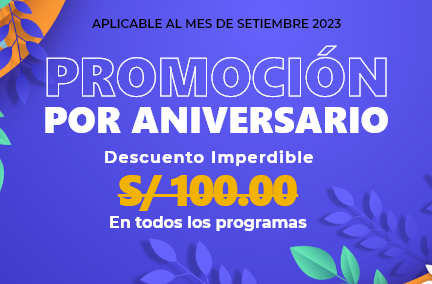 APLICABLE AL MES DE SETIEMBRE 2023
PROMOCIÓN
POR ANIVERSARIO
Descuento Imperdible
S/ 100.00
En todos los programas